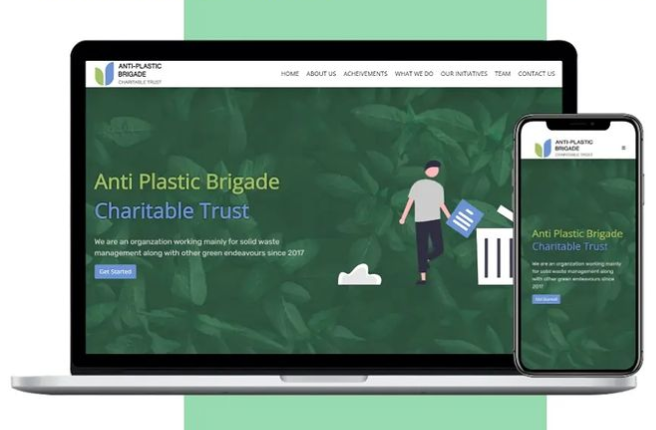 ANTI-PLASTIC
BRIGADE
CHARITABLE TRUST
HOME ABOUT US ACHEIVEMENTS WHAT WE DO OUR INITIATIVES TEAM CONTACT US
Anti Plastic Brigade
Charitable Trust
We are an organzation working mainly for solid waste
management along with other green endeavours since 2017
Get Started
ANTI-PLASTIC
BRIGADE
CHARITABLE TRUST
Anti Plastic Brigade
Charitable Trust
We are an organzation working mainly
for solid waste management along
with other green endeavours since
2017
Get Started